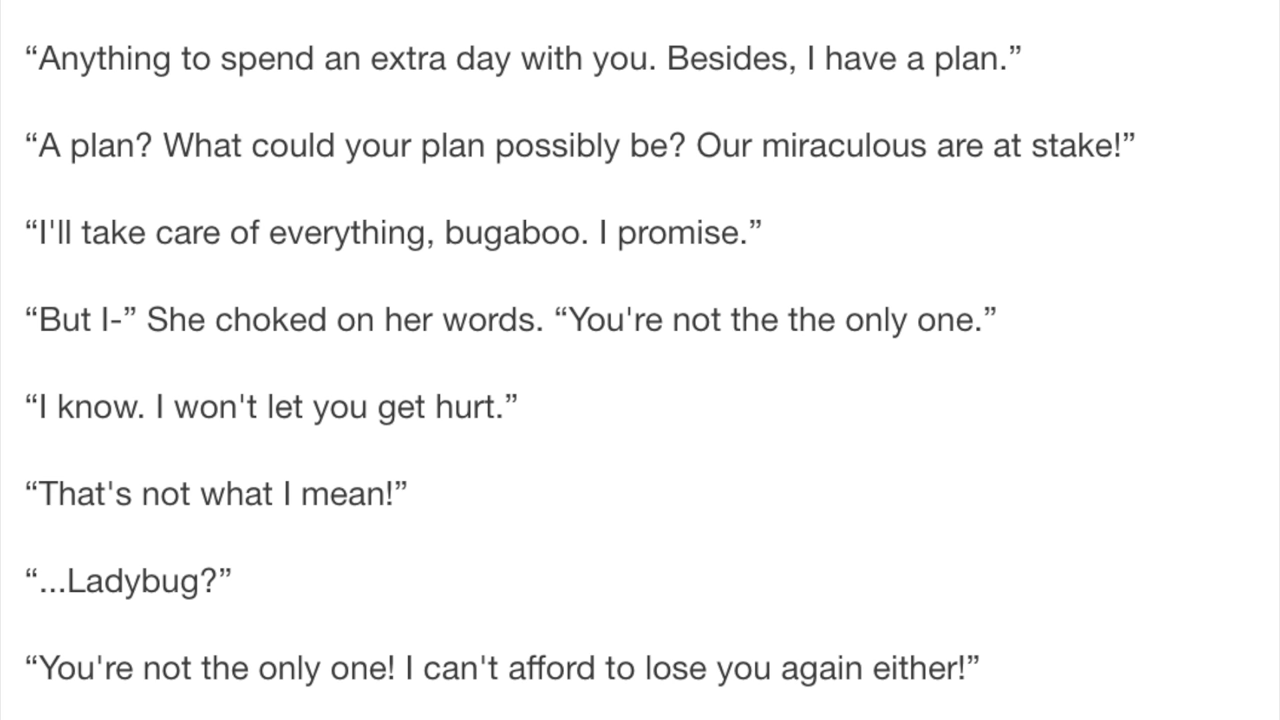 “Anything to spend an extra day with you. Besides, I have a plan.”
“A plan? What could your plan possibly be? Our miraculous are at stake!”
“I'll take care of everything, bugaboo. I promise.”
“But I-” She choked on her words. “You're not the the only one.”
“I know. I won't let you get hurt.”
“That's not what I mean!”
“...Ladybug?”
“You're not the only one! I can't afford to lose you again either!”